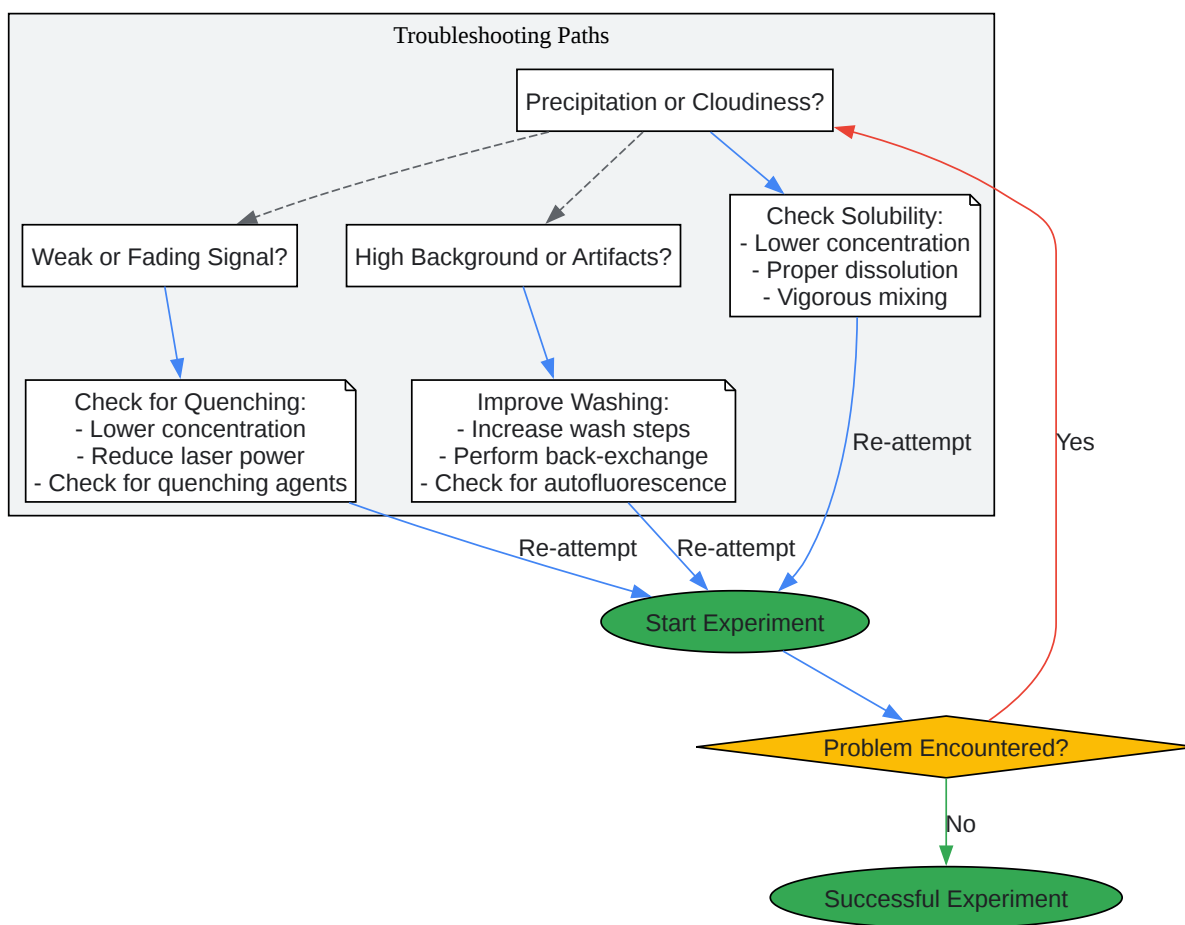 Troubleshooting Paths
Precipitation or Cloudiness?
Weak or Fading Signal?
High Background or Artifacts?
Check Solubility:
- Lower concentration
- Proper dissolution
- Vigorous mixing
Check for Quenching:
- Lower concentration
- Reduce laser power
- Check for quenching agents
Improve Washing:
- Increase wash steps
- Perform back-exchange
- Check for autofluorescence
Re-attempt
Yes
Re-attempt
Re-attempt
Start Experiment
Problem Encountered?
No
Successful Experiment